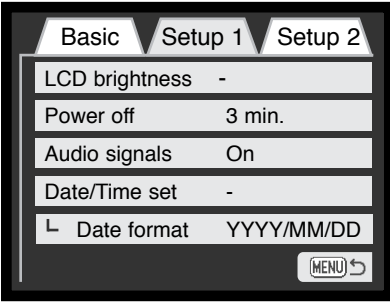 Basic Setup 1 Setup 2
LCD brightness -
Power off 3 min.
Audio signals On
Date/Time set -
Date format YYYY/MM/DD
MENU